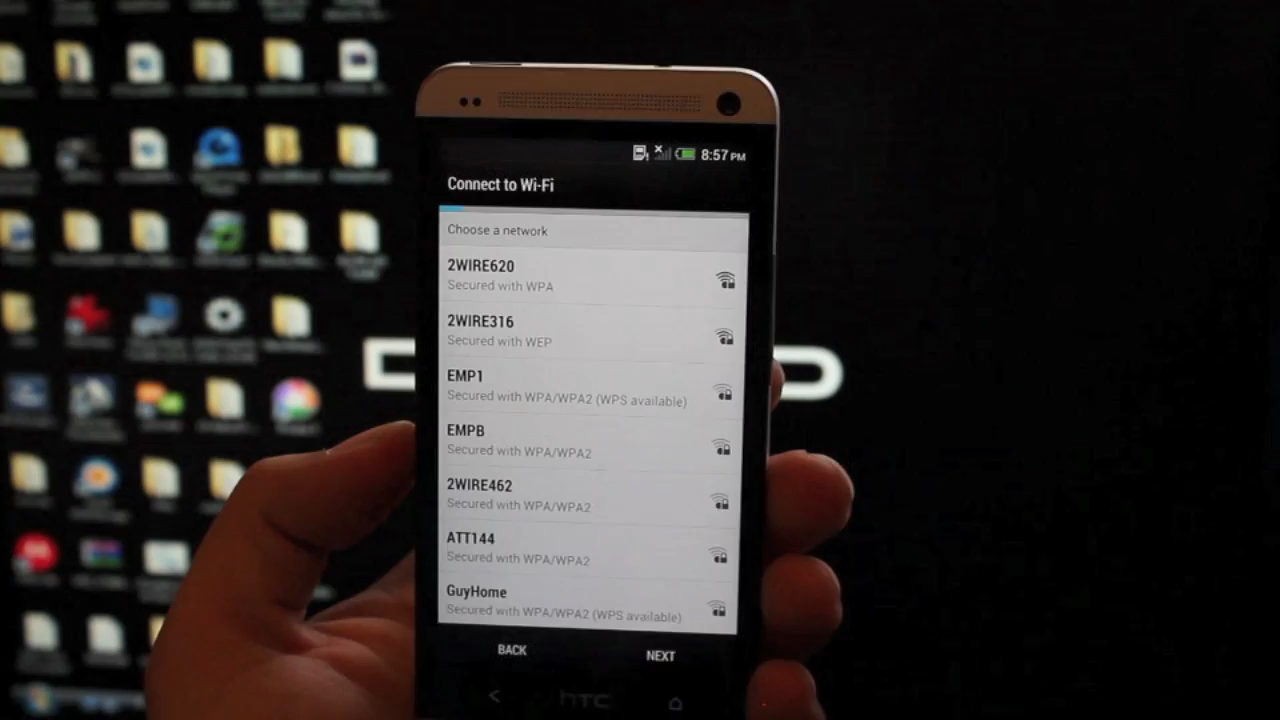 8:57 PM
Connect to Wi-Fi
Choose a network
2WIRE620
Secured with WPA
2WIRE316
Secured with WEP
EMP1
Secured with WPA/WPA2 (WPS available)
EMPB
Secured with WPA/WPA2
2WIRE462
Secured with WPA/WPA2
ATT144
Secured with WPA/WPA2
GuyHome
Secured with WPA/WPA2 (WPS available)
BACK
NEXT
hTC